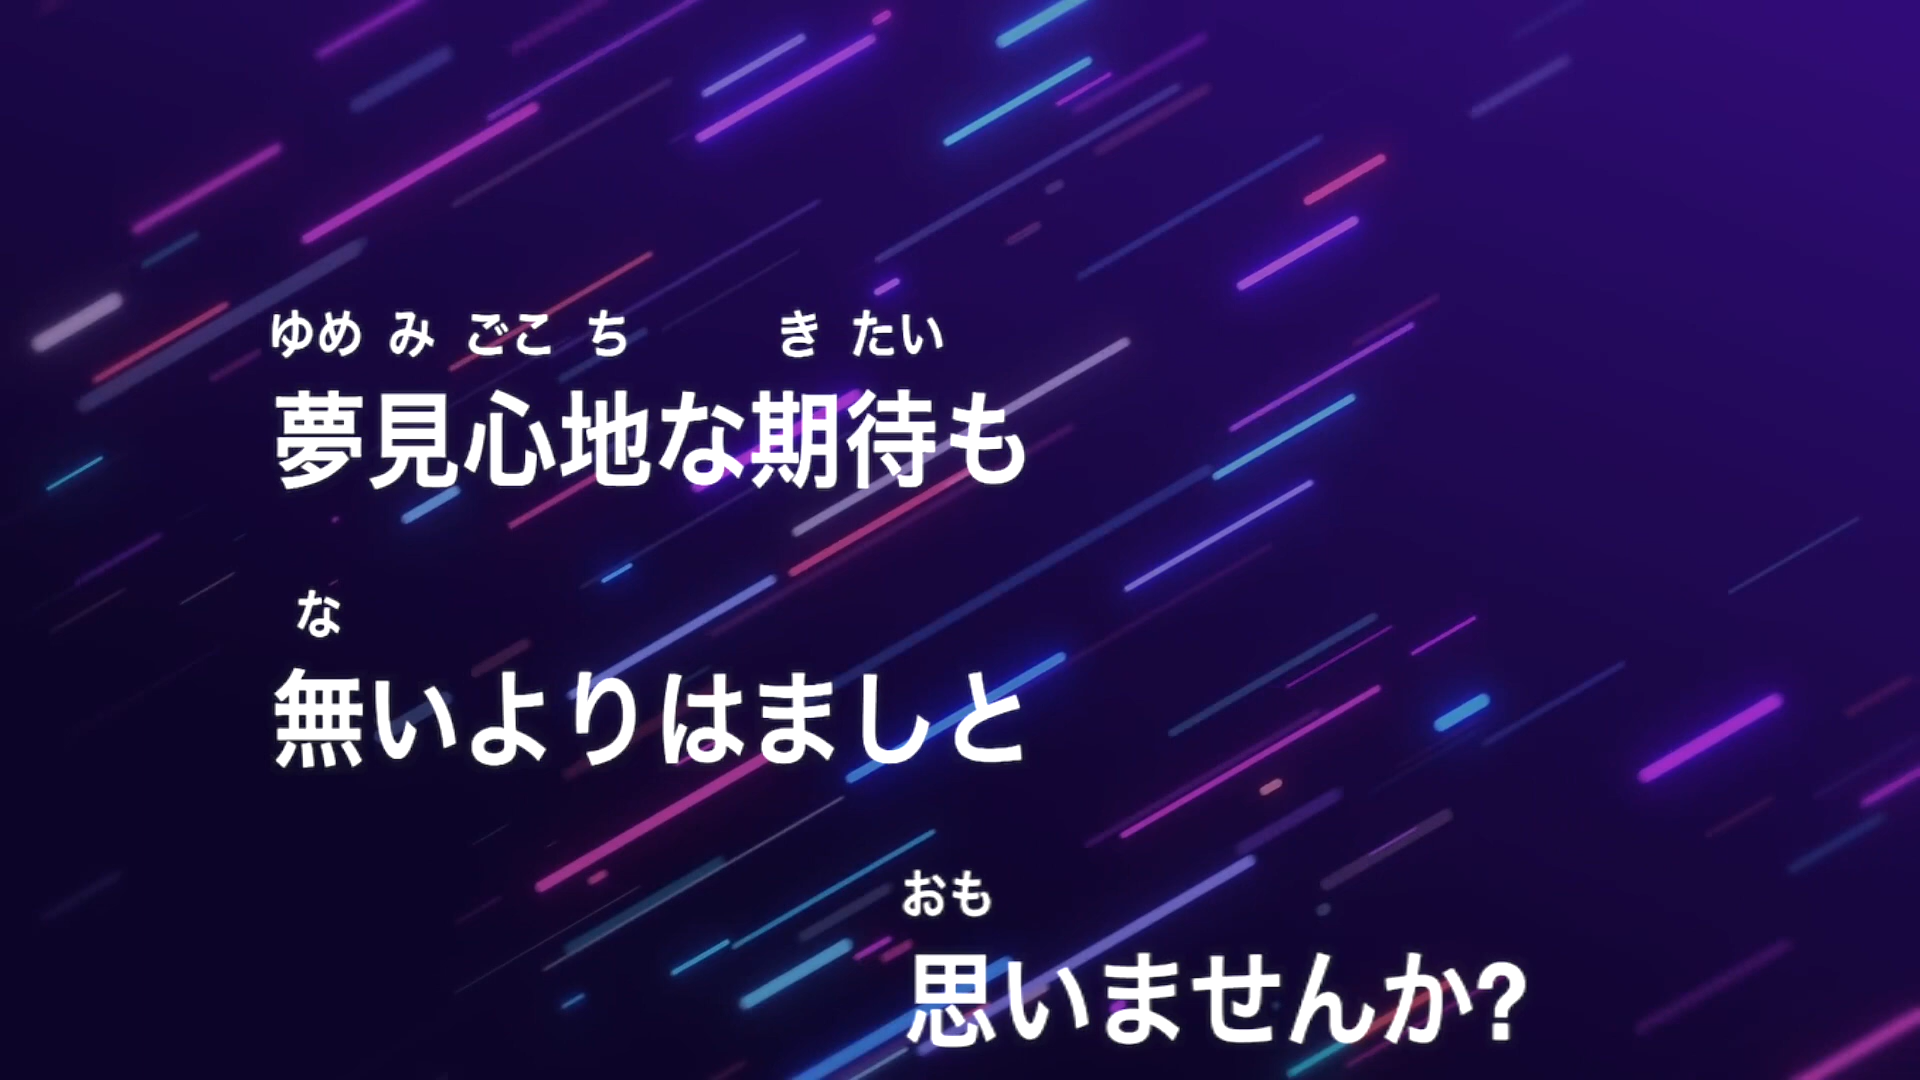 ゆめ み ごこ ち き たい
夢見心地な期待も
な
無いよりはましと
おも
思いませんか?